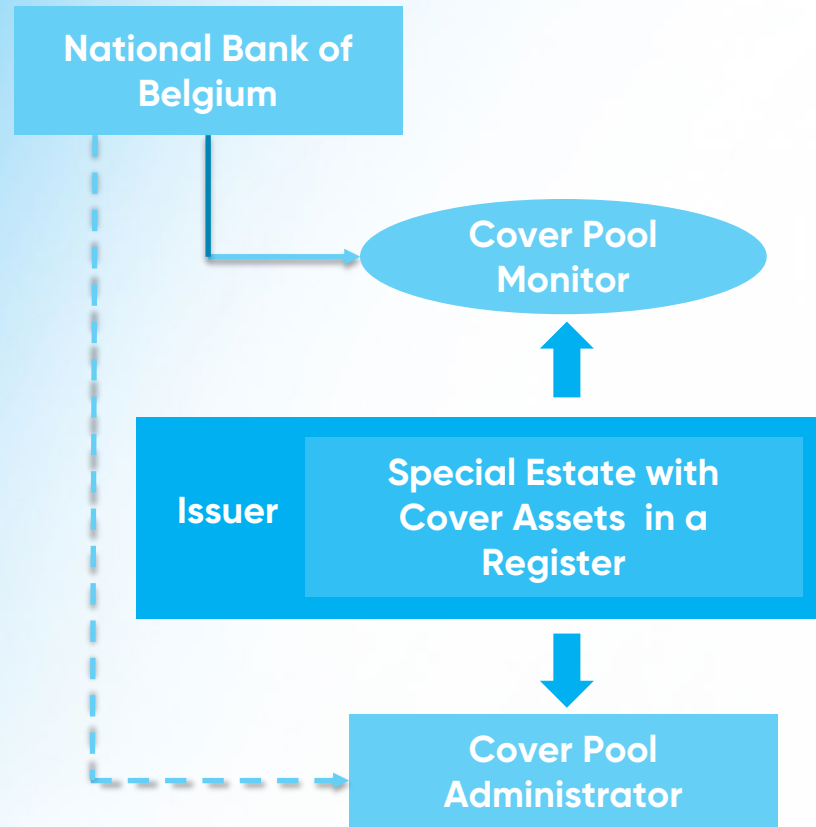 National Bank of
Belgium
Cover Pool
Monitor
Issuer
Special Estate with
Cover Assets in a
Register
Cover Pool
Administrator